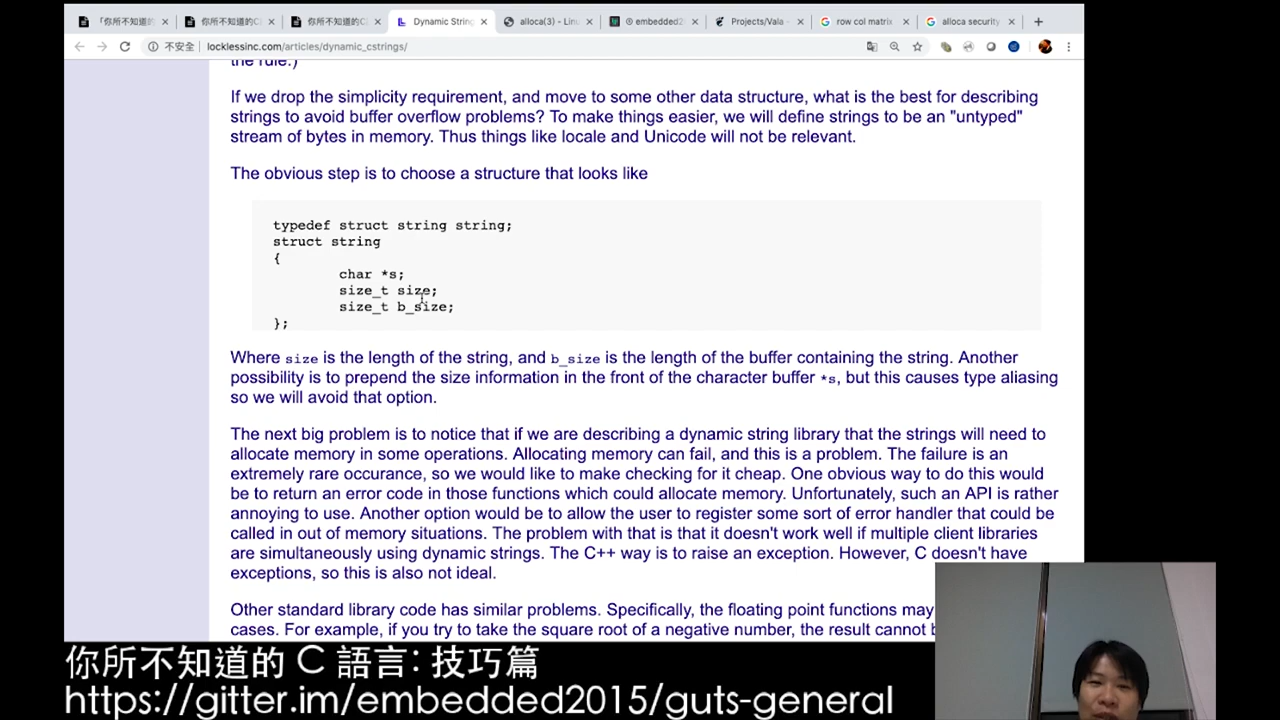 「你所不知道的
你所不知道的C
你所不知道的C
Dynamic String
alloca(3) - Linu
embedded2
Projects/Vala -
row col matrix
alloca security
不安全
locklessinc.com/articles/dynamic_cstrings/
the rule.)
If we drop the simplicity requirement, and move to some other data structure, what is the best for describing
strings to avoid buffer overflow problems? To make things easier, we will define strings to be an "untyped"
stream of bytes in memory. Thus things like locale and Unicode will not be relevant.
The obvious step is to choose a structure that looks like
typedef struct string string;
struct string
{
char *s;
size_t size;
size_t b_size;
};
Where size is the length of the string, and b_size is the length of the buffer containing the string. Another
possibility is to prepend the size information in the front of the character buffer *s, but this causes type aliasing
so we will avoid that option.
The next big problem is to notice that if we are describing a dynamic string library that the strings will need to
allocate memory in some operations. Allocating memory can fail, and this is a problem. The failure is an
extremely rare occurance, so we would like to make checking for it cheap. One obvious way to do this would
be to return an error code in those functions which could allocate memory. Unfortunately, such an API is rather
annoying to use. Another option would be to allow the user to register some sort of error handler that could be
called in out of memory situations. The problem with that is that it doesn't work well if multiple client libraries
are simultaneously using dynamic strings. The C++ way is to raise an exception. However, C doesn't have
exceptions, so this is also not ideal.
Other standard library code has similar problems. Specifically, the floating point functions may
cases. For example, if you try to take the square root of a negative number, the result cannot b
你所不知道的 C 語言: 技巧篇
https://gitter.im/embedded2015/guts-general